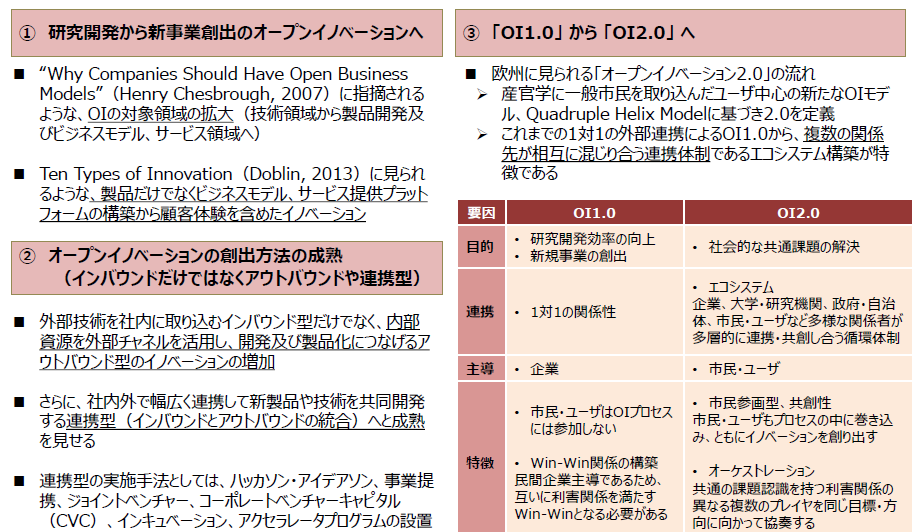 ① 研究開発から新事業創出のオープンイノベーションへ
■ “Why Companies Should Have Open Business
Models”（Henry Chesbrough, 2007）に指摘される
ような、OIの対象領域の拡大（技術領域から製品開発及
びビジネスモデル、サービス領域へ）
■ Ten Types of Innovation（Doblin, 2013）に見られ
るような、製品だけでなくビジネスモデル、サービス提供プラット
フォームの構築から顧客体験を含めたイノベーション
② オープンイノベーションの創出方法の成熟
（インバウンドだけではなくアウトバウンドや連携型）
■ 外部技術を社内に取り込むインバウンド型だけでなく、内部
資源を外部チャネルを活用し、開発及び製品化につなげるア
ウトバウンド型のイノベーションの増加
■ さらに、社内外で幅広く連携して新製品や技術を共同開発
する連携型（インバウンドとアウトバウンドの統合）へと成熟
を見せる
■ 連携型の実施手法としては、ハッカソン・アイデアソン、事業提
携、ジョイントベンチャー、コーポレートベンチャーキャピタル
（CVC）、インキュベーション、アクセラレータプログラムの設置
③ 「OI1.0」 から 「OI2.0」 へ
■ 欧州に見られる「オープンイノベーション2.0」の流れ
➢ 産官学に一般市民を取り込んだユーザ中心の新たなOIモデ
ル、Quadruple Helix Modelに基づき2.0を定義
➢ これまでの1対1の外部連携によるOI1.0から、複数の関係
先が相互に混じり合う連携体制であるエコシステム構築が特
徴である
要因 OI1.0 OI2.0
目的
• 研究開発効率の向上
• 新規事業の創出
• 社会的な共通課題の解決
連携
• 1対1の関係性
• エコシステム
企業、大学・研究機関、政府・自治
体、市民・ユーザなど多様な関係者が
多層的に連携・共創し合う循環体制
主導
• 企業
• 市民・ユーザ
特徴
• 市民・ユーザはOIプロセス
には参加しない
• Win-Win関係の構築
民間企業主導であるため、
互いに利害関係を満たす
Win-Winとなる必要がある
• 市民参画型、共創性
市民・ユーザもプロセスの中に巻き込
み、ともにイノベーションを創り出す
• オーケストレーション
共通の課題認識を持つ利害関係の
異なる複数のプレイヤを同じ目標・方
向に向かって協奏する